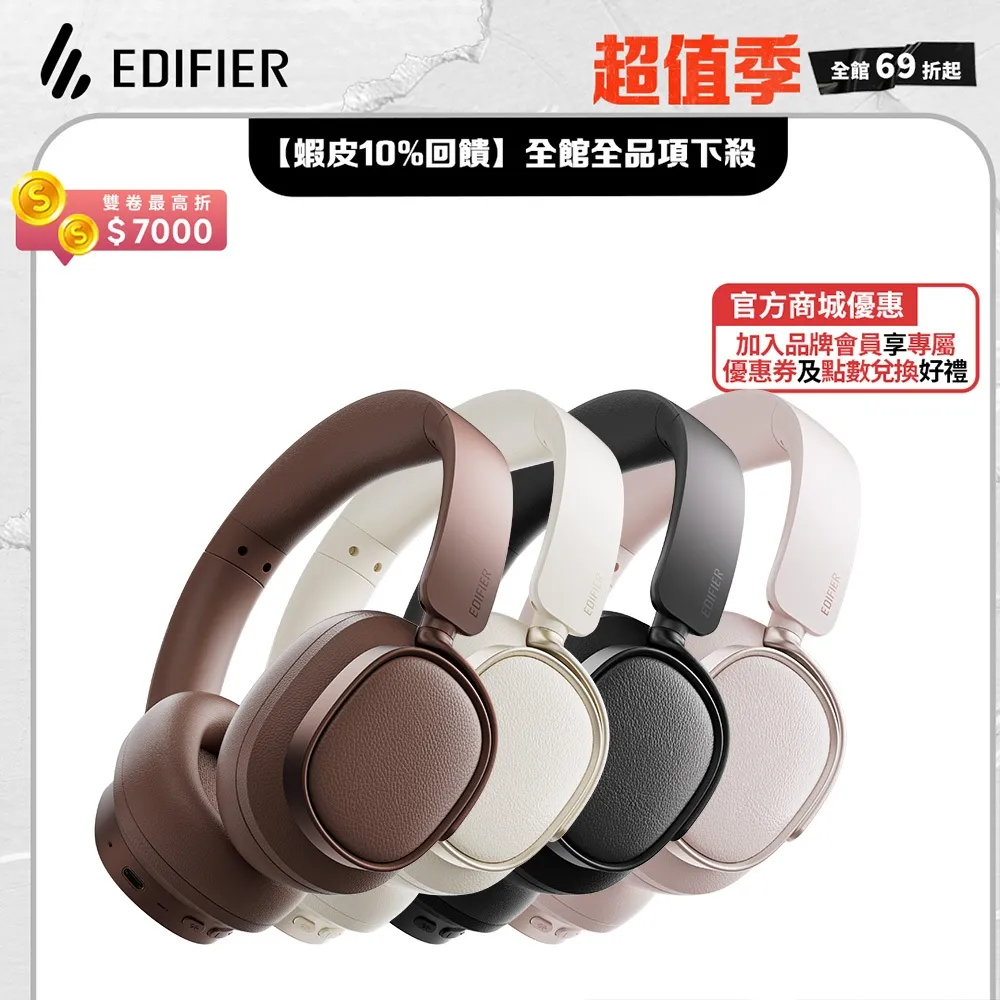 EDIFIER
超值季
全館69折起
【蝦皮10%回饋】全館全品項下殺
雙卷最高折
$7000
官方商城優惠
加入品牌會員享專屬
優惠券及點數兌換好禮
EDIFIER
EDIFIER
EDIFIER
EDIFIER